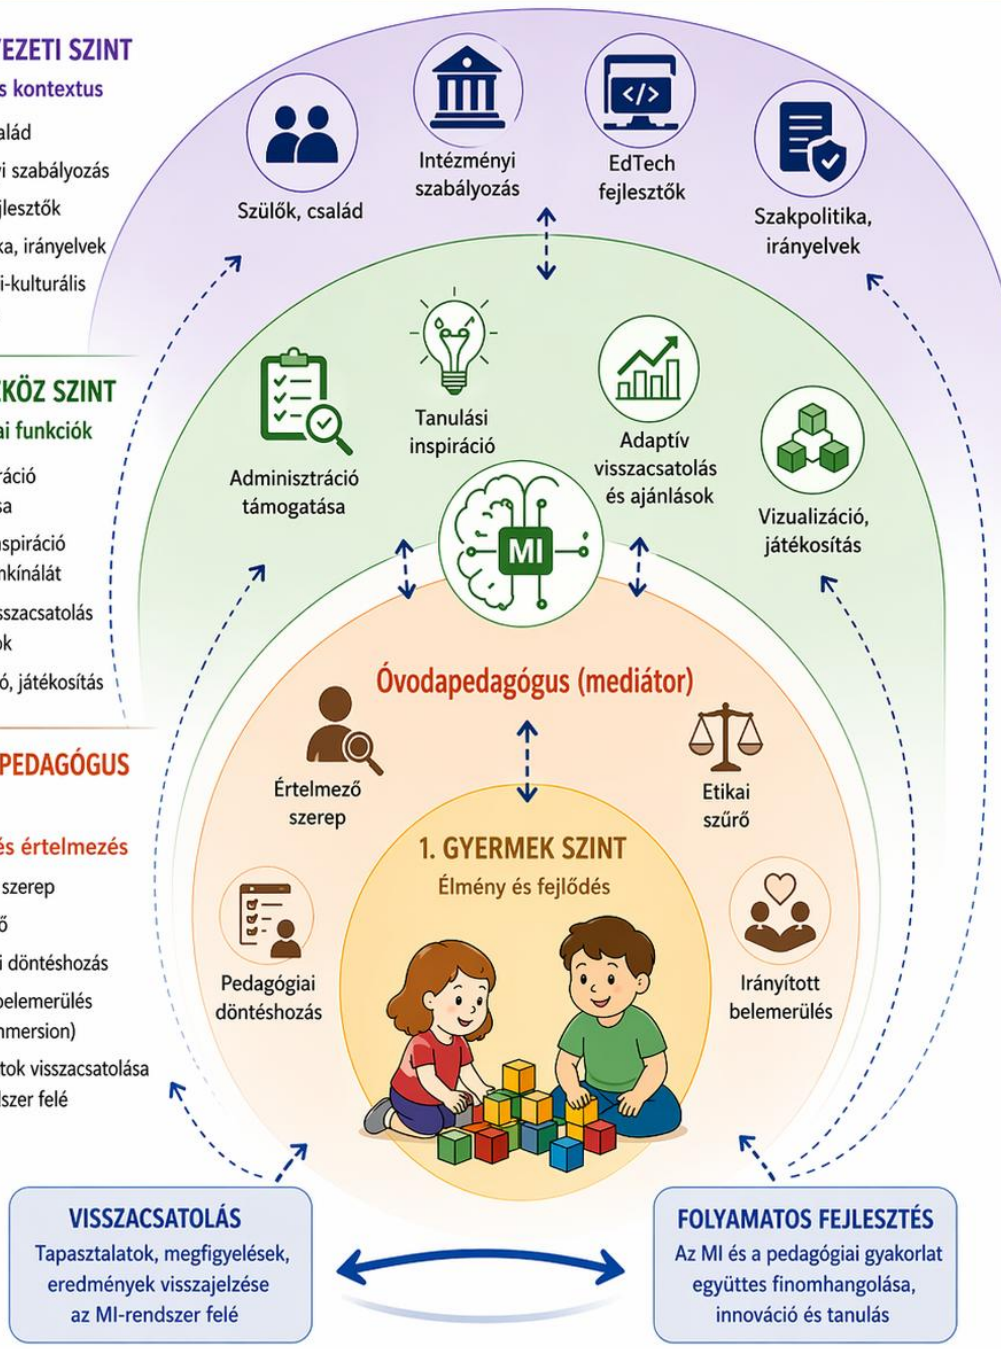 EZETI SZINT
s kontextus
alád
i szabályozás
jlesztők
ka, irányelvek
i-kulturális
Szülők, család
Intézményi
szabályozás
EdTech
fejlesztők
Szakpolitika,
irányelvek
KÖZ SZINT
ai funkciók
ráció
sa
nspiráció
mkínálat
sszacsatolás
ok
ó, játékosítás
Adminisztráció
támogatása
Tanulási
inspiráció
Adaptív
visszacsatolás
és ajánlások
Vizualizáció,
játékosítás
MI
PEDAGÓGUS
és értelmezés
szerep
ő
i döntéshozás
belemerülés
mmersion)
tok visszacsatolása
dszer felé
Óvodapedagógus (mediátor)
Értelmező
szerep
Etikai
szűrő
Pedagógiai
döntéshozás
Irányított
belemerülés
1. GYERMEK SZINT
Élmény és fejlődés
VISSZACSATOLÁS
Tapasztalatok, megfigyelések,
eredmények visszajelzése
az MI-rendszer felé
FOLYAMATOS FEJLESZTÉS
Az MI és a pedagógiai gyakorlat
együttes finomhangolása,
innováció és tanulás